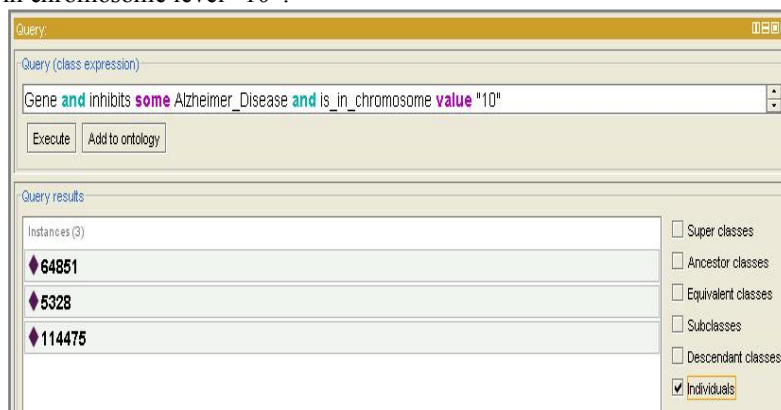 in chromosome level "10".
Query:
Query (class expression)
Gene and inhibits some Alzheimer_Disease and is_in_chromosome value "10"
Execute Add to ontology
Query results
Instances (3)
64851
5328
114475
Super classes
Ancestor classes
Equivalent classes
Subclasses
Descendant classes
Individuals